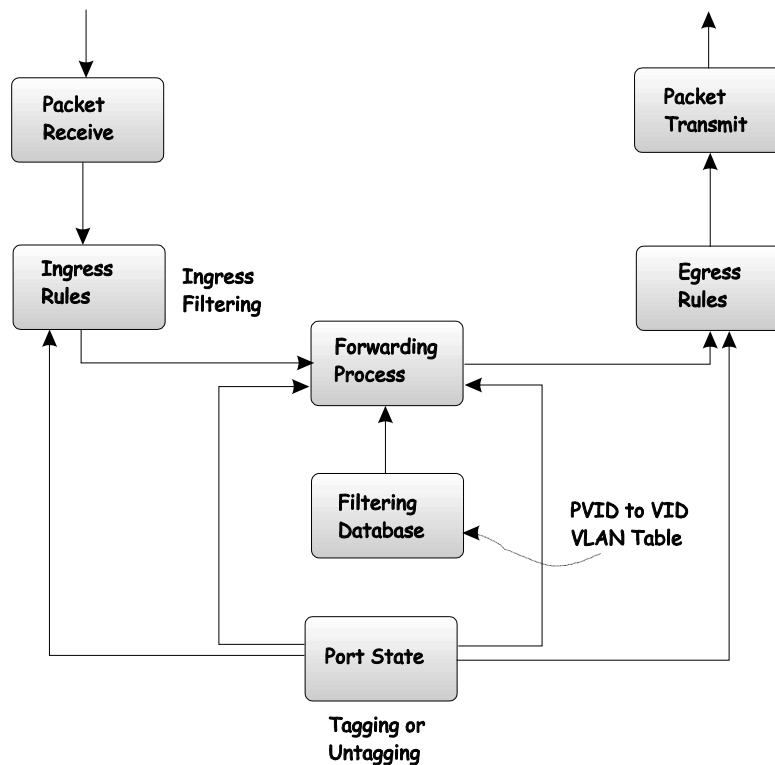 Packet
Receive
Packet
Transmit
Ingress
Rules
Ingress
Filtering
Egress
Rules
Forwarding
Process
Filtering
Database
PVID to VID
VLAN Table
Port State
Tagging or
Untagging